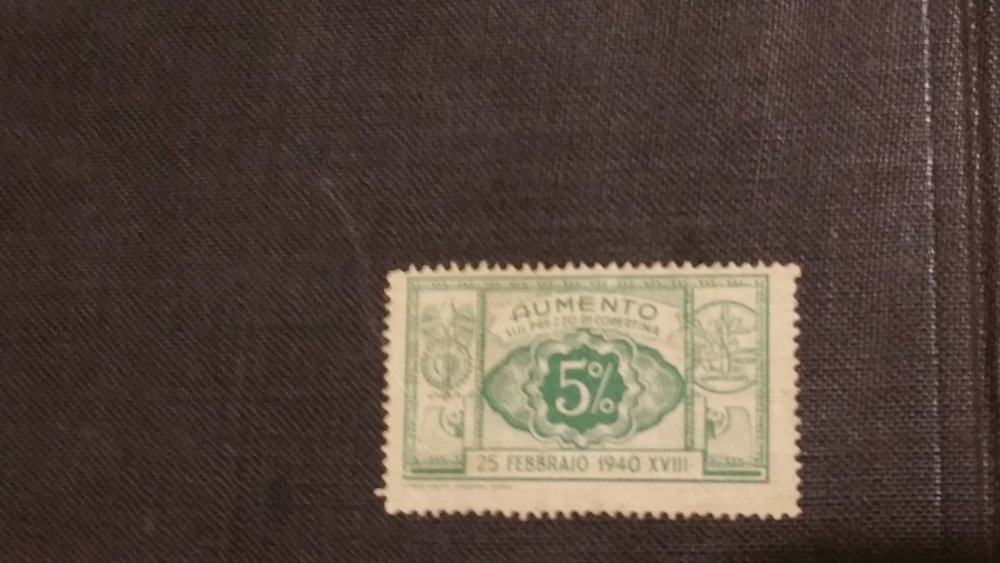 AUMENTO
SUL PREZZO DI COPERTINA
5%
25 FEBBRAIO 1940 XVIII